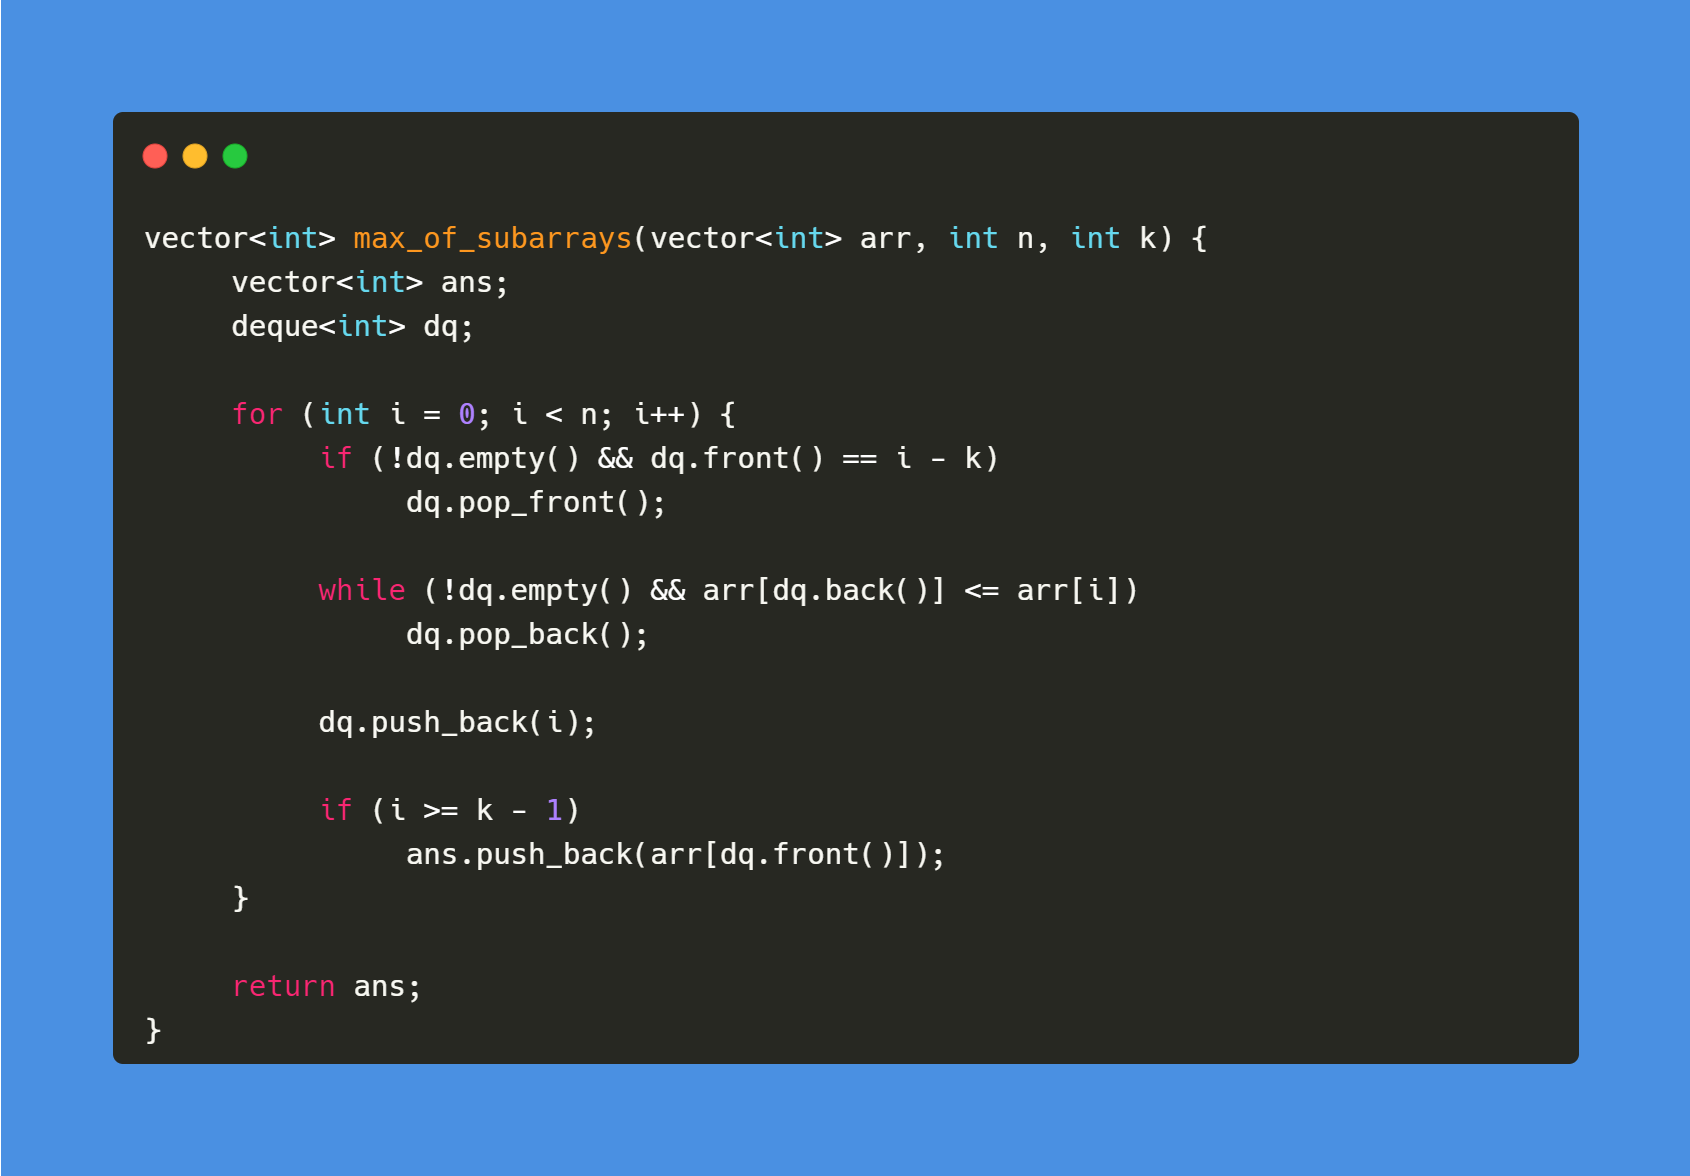 vector<int> max_of_subarrays(vector<int> arr, int n, int k) {
     vector<int> ans;
     deque<int> dq;

     for (int i = 0; i < n; i++) {
          if (!dq.empty() && dq.front() == i - k)
               dq.pop_front();

          while (!dq.empty() && arr[dq.back()] <= arr[i])
               dq.pop_back();

          dq.push_back(i);

          if (i >= k - 1)
               ans.push_back(arr[dq.front()]);
     }

     return ans;
}